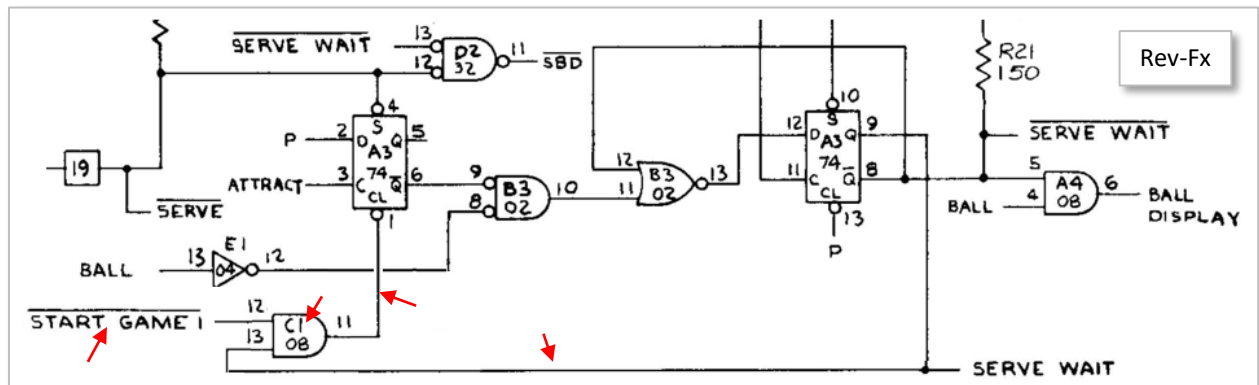 SERVE WAIT
13
D2
32
11
SBD
12
4
S
P
2
D
Q
5
A3
3
74
Q
6
ATTRACT
C
CL
1
19
SERVE
BALL
13
E1
04
12
START GAME 1
12
C1
08
11
13
9
B3
02
10
8
12
B3
02
13
11
10
S
12
D
Q
9
A3
11
74
Q
8
C
CL
13
P
R21
150
Rev-Fx
SERVE WAIT
5
A4
08
6
BALL
DISPLAY
BALL
4
SERVE WAIT